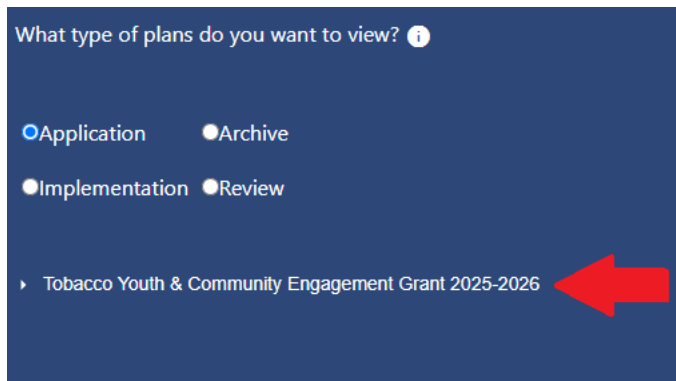 What type of plans do you want to view? i
Application Archive
Implementation Review
Tobacco Youth & Community Engagement Grant 2025-2026